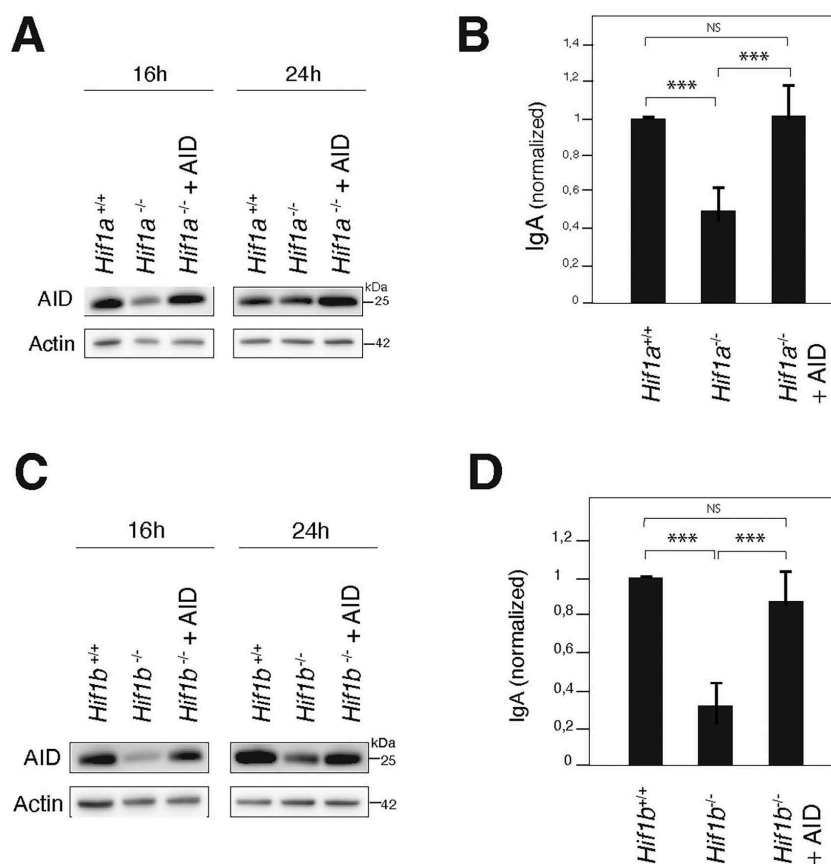 A
16h
24h
Hif1a+/+
Hif1a-/-
Hif1a-/- + AID
Hif1a+/+
Hif1a-/-
Hif1a-/- + AID
kDa
AID
25
Actin
42
B
NS
*** ***
IgA (normalized)
1,4
1,2
1
0,8
0,6
0,4
0,2
0
Hif1a+/+
Hif1a-/-
Hif1a-/-
+ AID
C
16h
24h
Hif1b+/+
Hif1b-/-
Hif1b-/- + AID
Hif1b+/+
Hif1b-/-
Hif1b-/- + AID
kDa
AID
25
Actin
42
D
NS
*** ***
IgA (normalized)
1,2
1
0,8
0,6
0,4
0,2
0
Hif1b+/+
Hif1b-/-
Hif1b-/-
+ AID